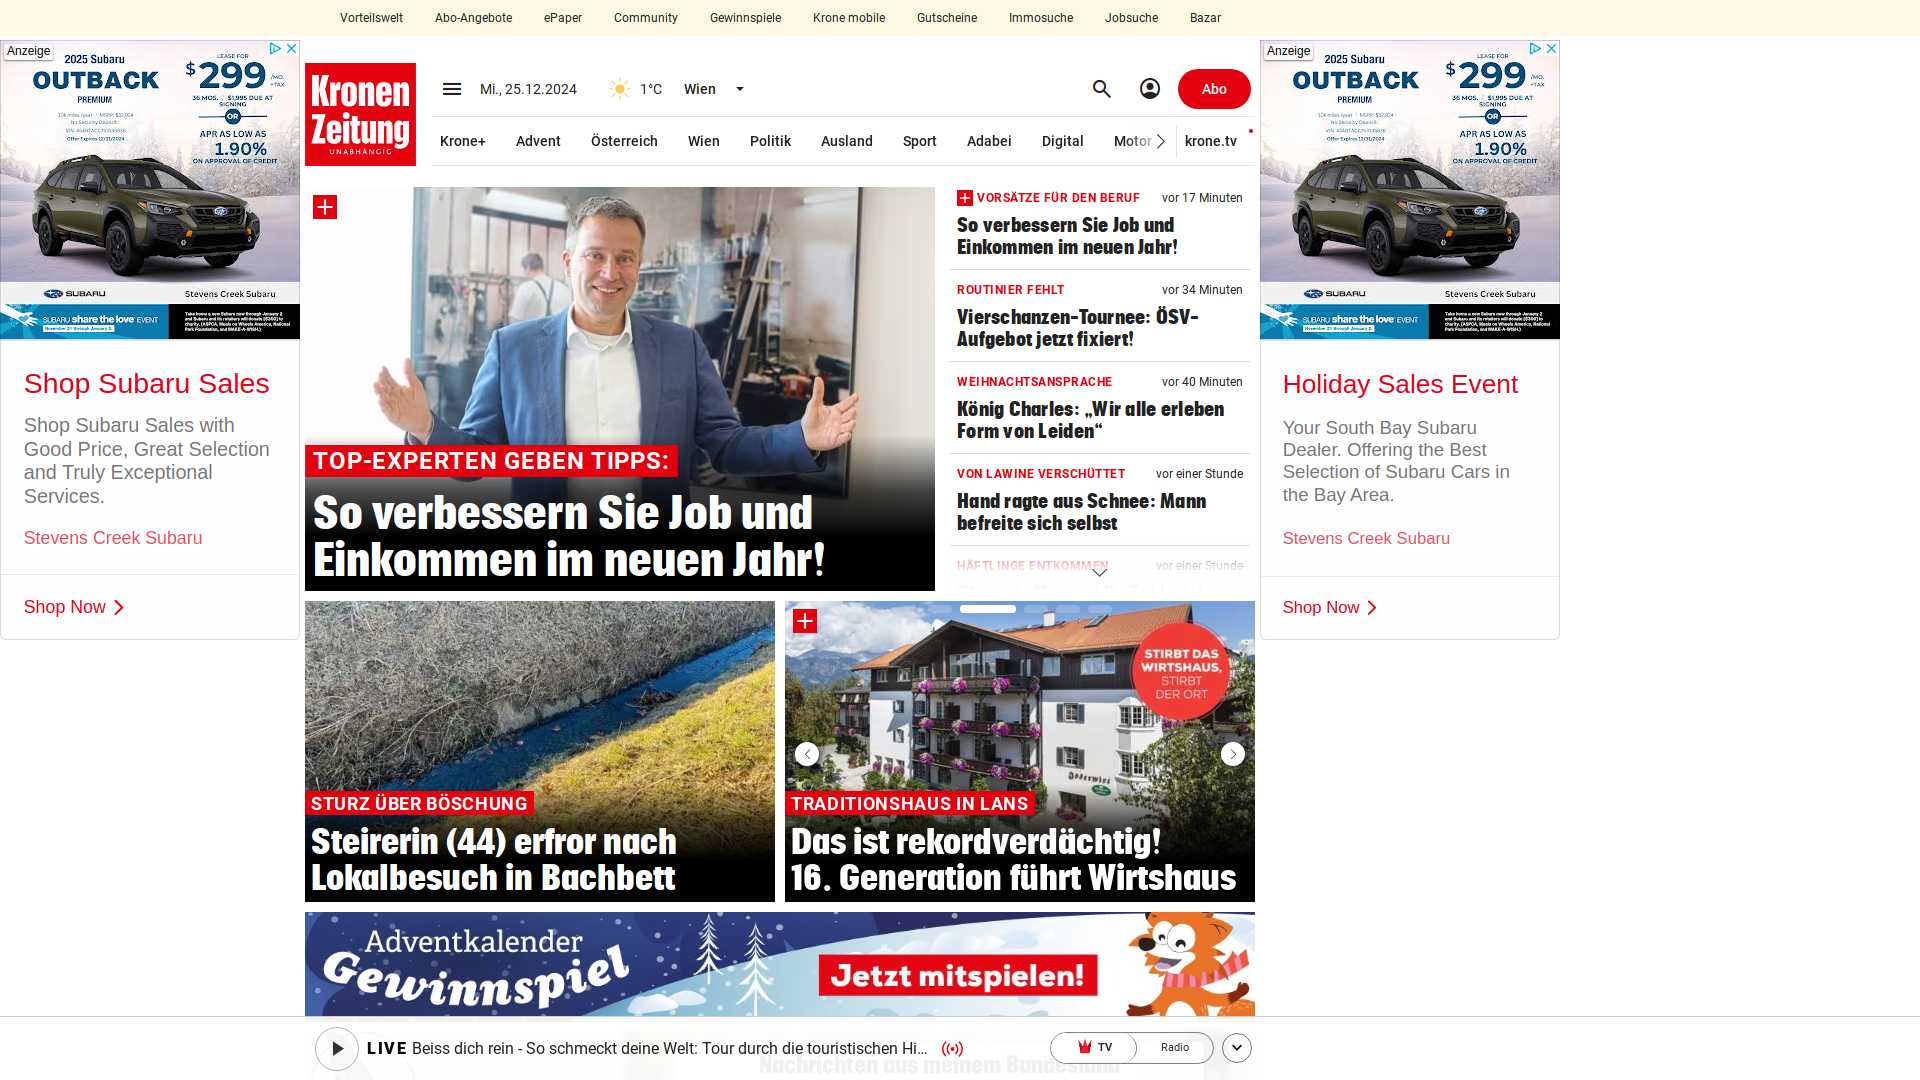 Vorteilswelt
Abo-Angebote
ePaper
Community
Gewinnspiele
Krone mobile
Gutscheine
Immosuche
Jobsuche
Bazar
Anzeige
2025 Subaru
OUTBACK
PREMIUM
LEASE FOR
$299 /MO. +TAX
36 MOS. $1,995 DUE AT SIGNING
OR
APR AS LOW AS
1.90%
ON APPROVAL OF CREDIT
SUBARU
Stevens Creek Subaru
SUBARU share the love EVENT
Shop Subaru Sales
Shop Subaru Sales with
Good Price, Great Selection
and Truly Exceptional
Services.
Stevens Creek Subaru
Shop Now
Kronen
Zeitung
UNABHÄNGIG
Mi., 25.12.2024
1°C
Wien
Abo
Krone+
Advent
Österreich
Wien
Politik
Ausland
Sport
Adabei
Digital
Motor
krone.tv
TOP-EXPERTEN GEBEN TIPPS:
So verbessern Sie Job und
Einkommen im neuen Jahr!
VORSÄTZE FÜR DEN BERUF
vor 17 Minuten
So verbessern Sie Job und
Einkommen im neuen Jahr!
ROUTINIER FEHLT
vor 34 Minuten
Vierschanzen-Tournee: ÖSV-
Aufgebot jetzt fixiert!
WEIHNACHTSANSPRACHE
vor 40 Minuten
König Charles: „Wir alle erleben
Form von Leiden“
VON LAWINE VERSCHÜTTET
vor einer Stunde
Hand ragte aus Schnee: Mann
befreite sich selbst
HÄFTLINGE ENTKOMMEN
vor einer Stunde
STURZ ÜBER BÖSCHUNG
Steirerin (44) erfror nach
Lokalbesuch in Bachbett
STIRBT DAS
WIRTSHAUS,
STIRBT
DER ORT
TRADITIONSHAUS IN LANS
Das ist rekordverdächtig!
16. Generation führt Wirtshaus
Adventkalender
Gewinnspiel
Jetzt mitspielen!
LIVE Beiss dich rein - So schmeckt deine Welt: Tour durch die touristischen Hi...
TV
Radio
Nachrichten aus meinem Bundesland
Anzeige
2025 Subaru
OUTBACK
PREMIUM
LEASE FOR
$299 /MO. +TAX
36 MOS. $1,995 DUE AT SIGNING
OR
APR AS LOW AS
1.90%
ON APPROVAL OF CREDIT
SUBARU
Stevens Creek Subaru
SUBARU share the love EVENT
Holiday Sales Event
Your South Bay Subaru
Dealer. Offering the Best
Selection of Subaru Cars in
the Bay Area.
Stevens Creek Subaru
Shop Now